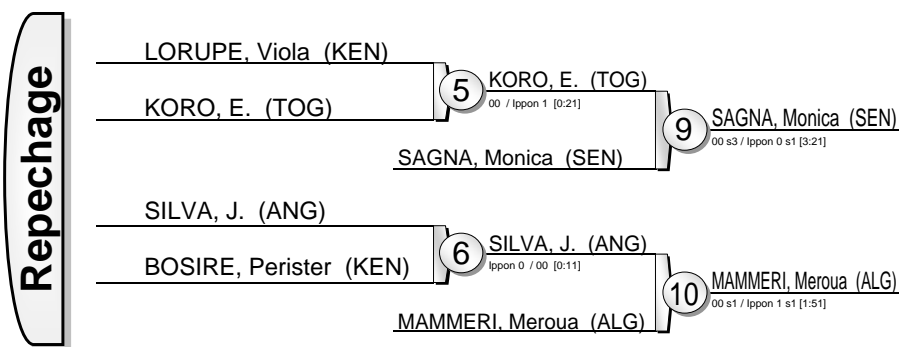 Repechage
LORUPE, Viola (KEN)
KORO, E. (TOG)
5
KORO, E. (TOG)
00 / Ippon 1 [0:21]
SAGNA, Monica (SEN)
9
SAGNA, Monica (SEN)
00 s3 / Ippon 0 s1 [3:21]
SILVA, J. (ANG)
BOSIRE, Perister (KEN)
6
SILVA, J. (ANG)
Ippon 0 / 00 [0:11]
MAMMERI, Meroua (ALG)
10
MAMMERI, Meroua (ALG)
00 s1 / Ippon 1 s1 [1:51]